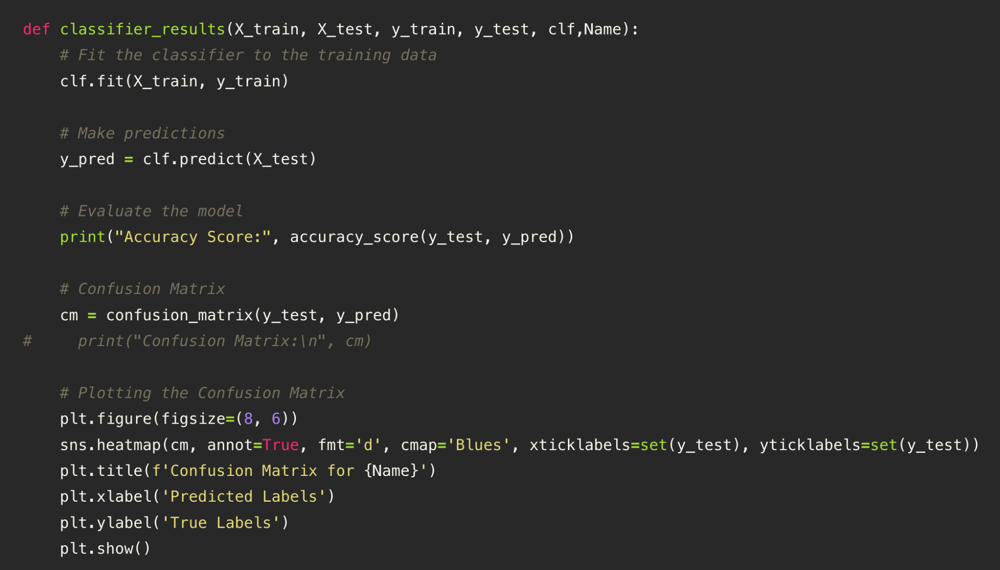 def classifier_results(X_train, X_test, y_train, y_test, clf,Name):
    # Fit the classifier to the training data
    clf.fit(X_train, y_train)

    # Make predictions
    y_pred = clf.predict(X_test)

    # Evaluate the model
    print("Accuracy Score:", accuracy_score(y_test, y_pred))

    # Confusion Matrix
    cm = confusion_matrix(y_test, y_pred)
#     print("Confusion Matrix:\n", cm)

    # Plotting the Confusion Matrix
    plt.figure(figsize=(8, 6))
    sns.heatmap(cm, annot=True, fmt='d', cmap='Blues', xticklabels=set(y_test), yticklabels=set(y_test))
    plt.title(f'Confusion Matrix for {Name}')
    plt.xlabel('Predicted Labels')
    plt.ylabel('True Labels')
    plt.show()